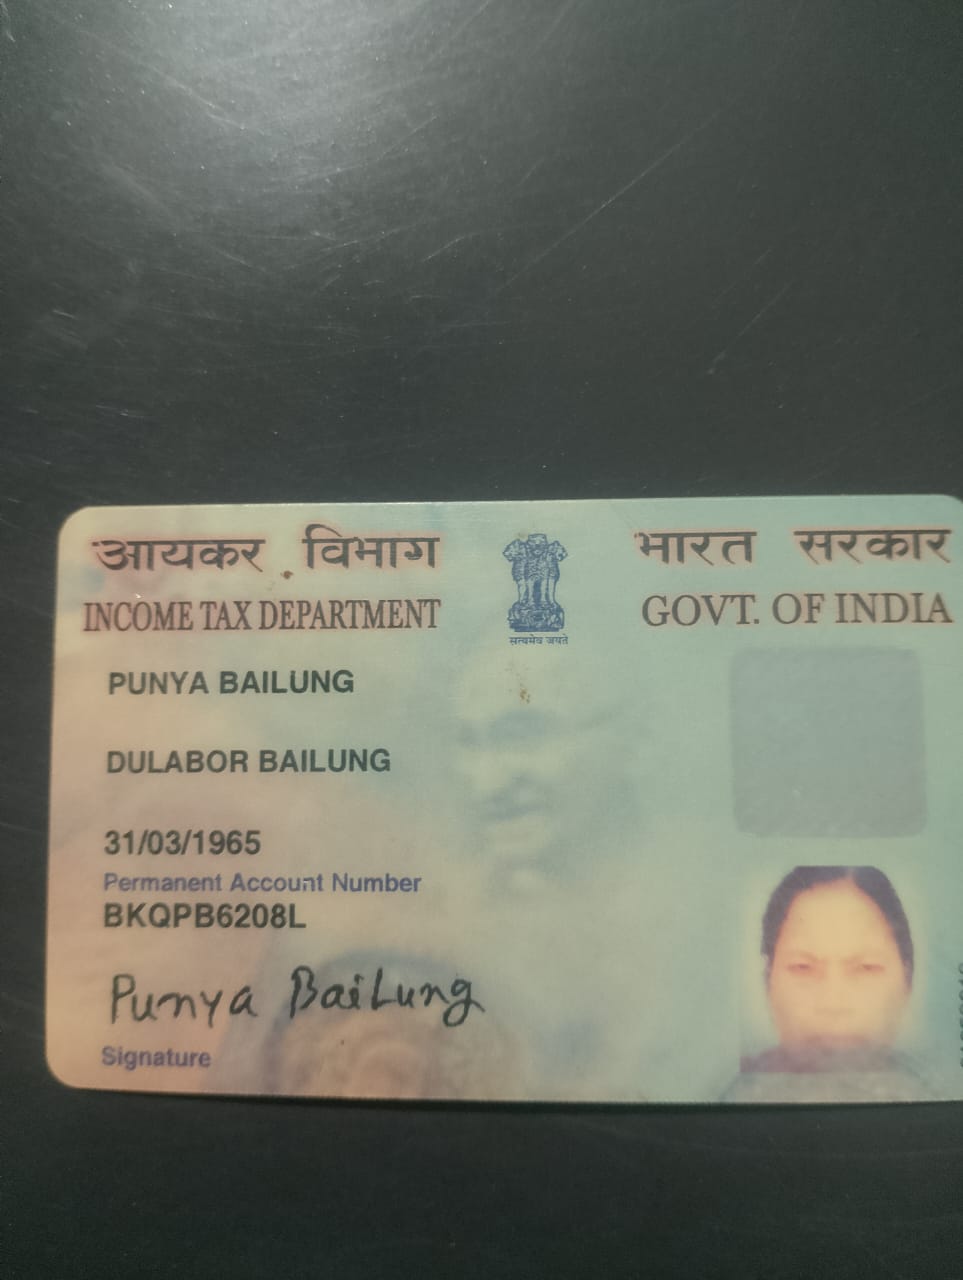 आयकर विभाग
INCOME TAX DEPARTMENT
भारत सरकार
GOVT. OF INDIA
सत्यमेव जयते
PUNYA BAILUNG
DULABOR BAILUNG
31/03/1965
Permanent Account Number
BKQPB6208L
Punya BaiLung
Signature